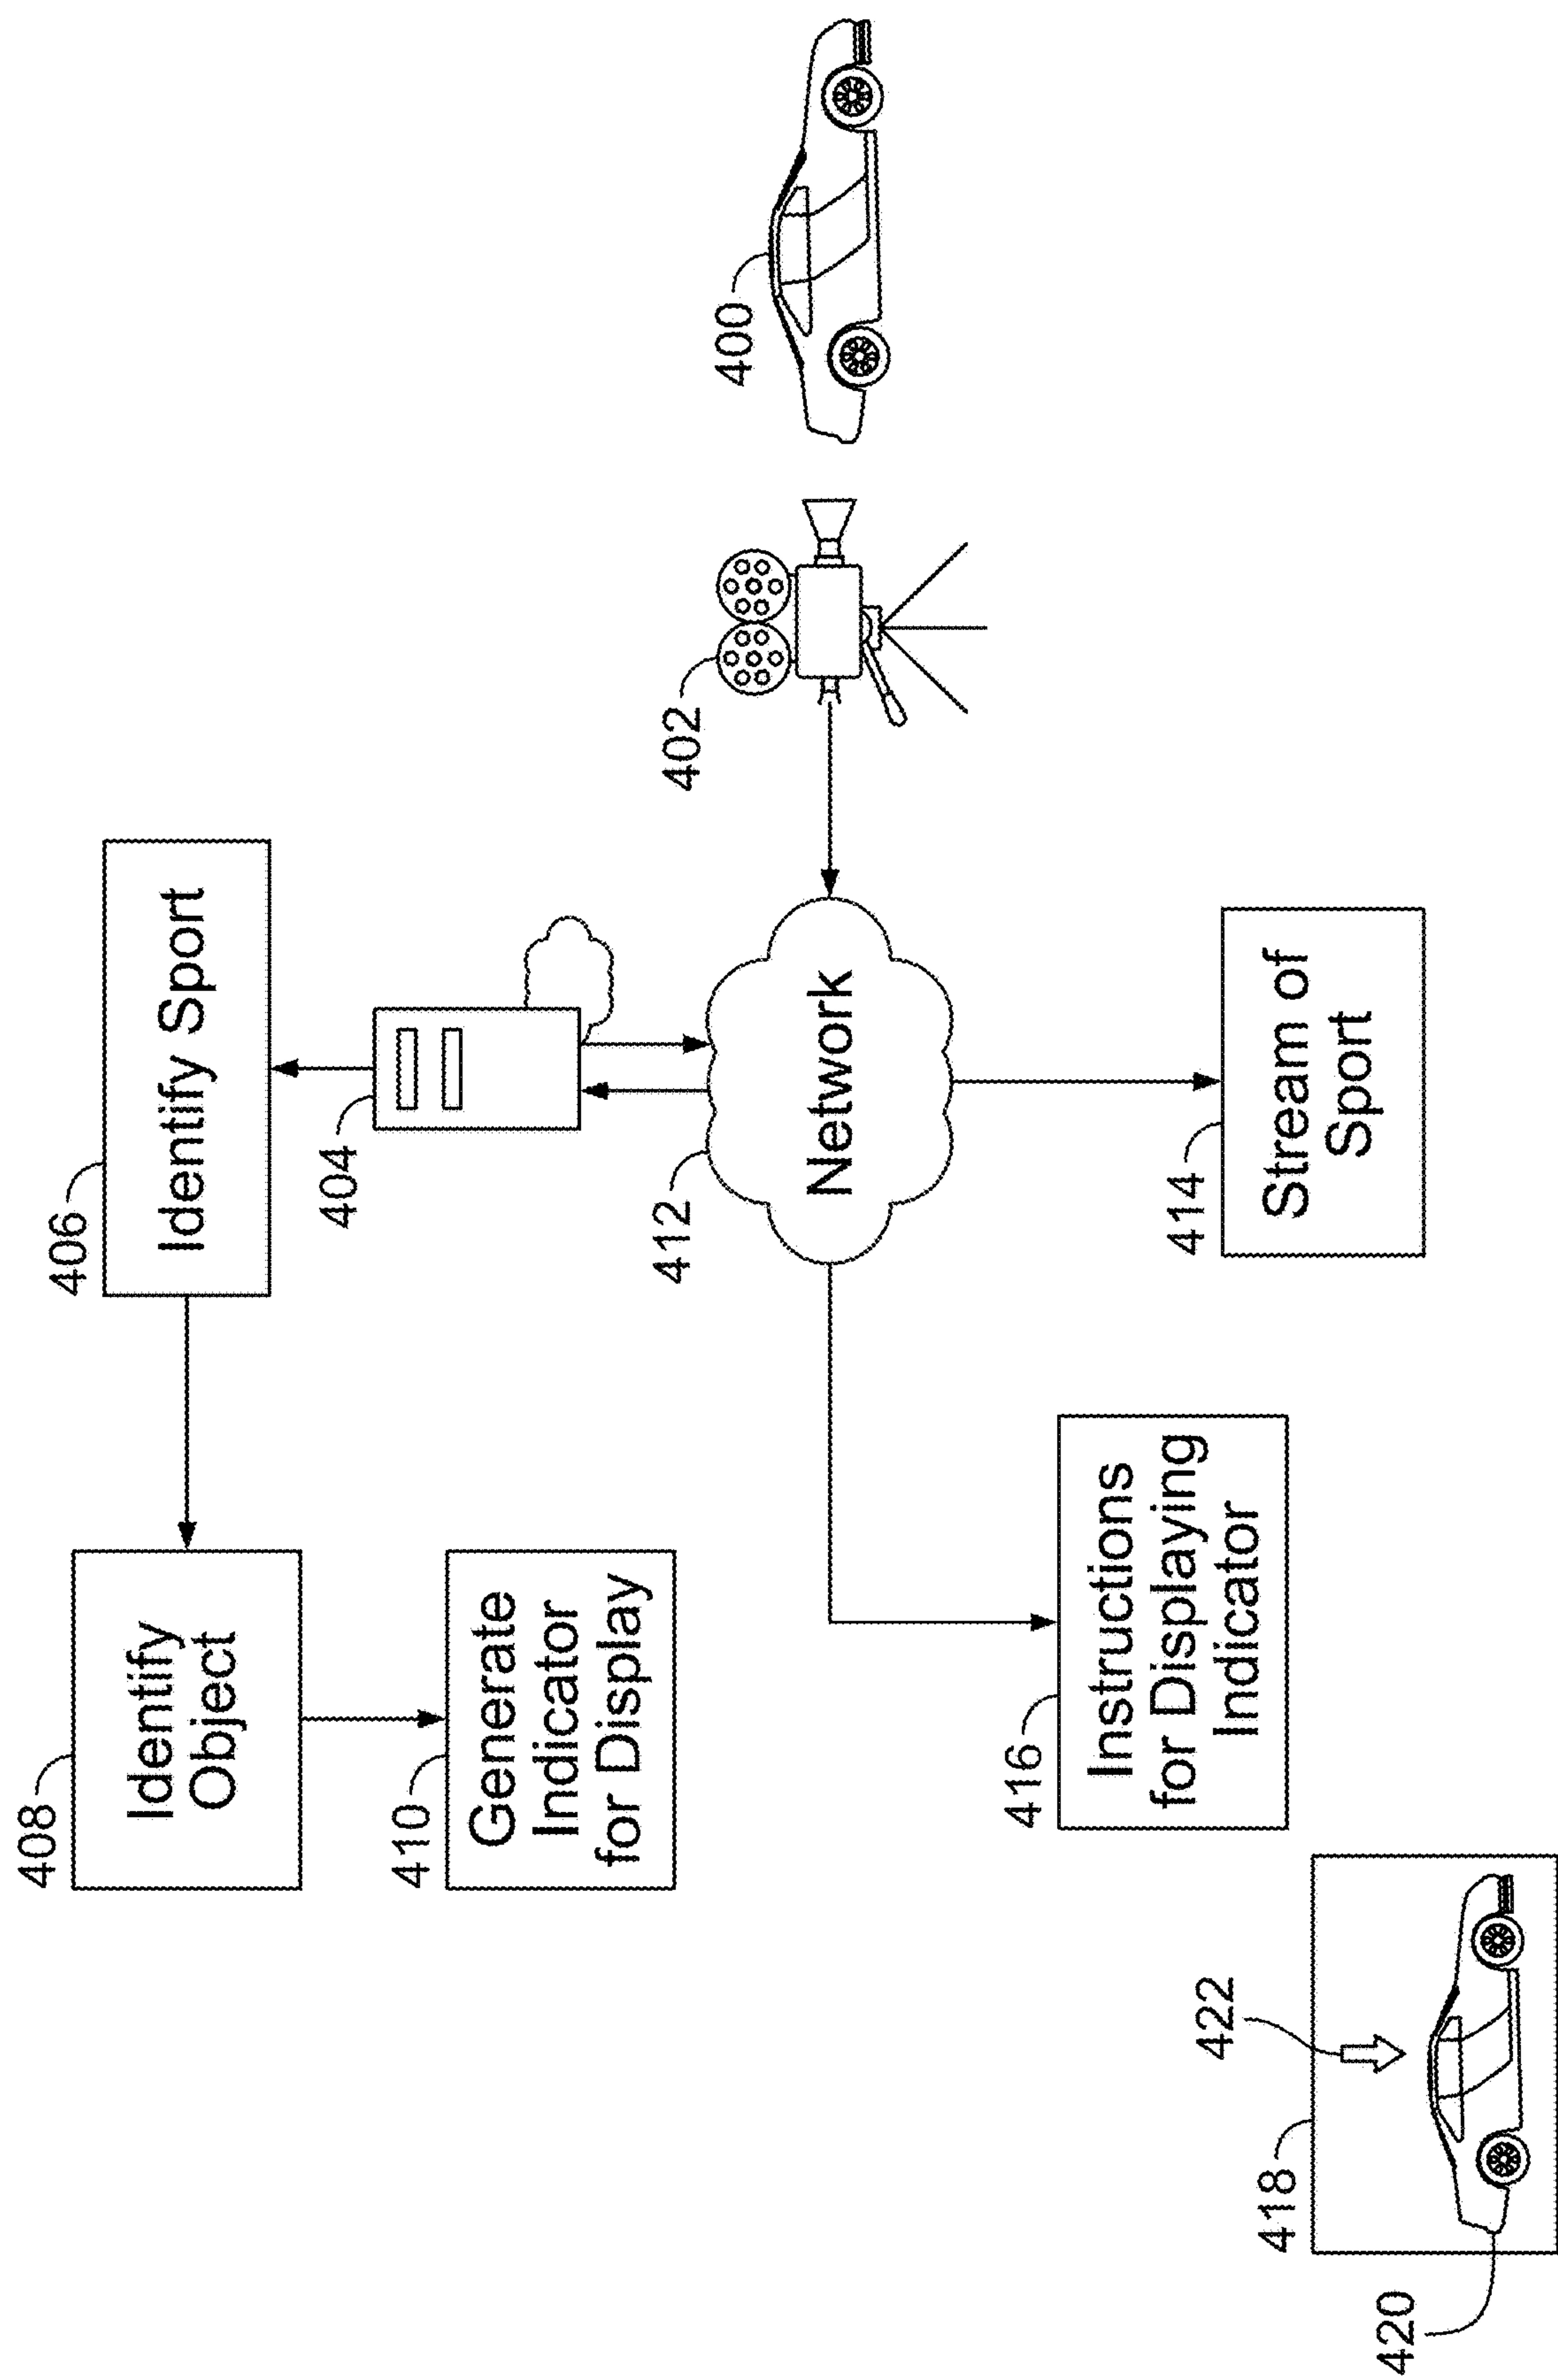 408
Identify
Object
406
Identify Sport
410
Generate
Indicator
for Display
404
412
Network
402
400
416
Instructions
for Displaying
Indicator
414
Stream of
Sport
418
422
420